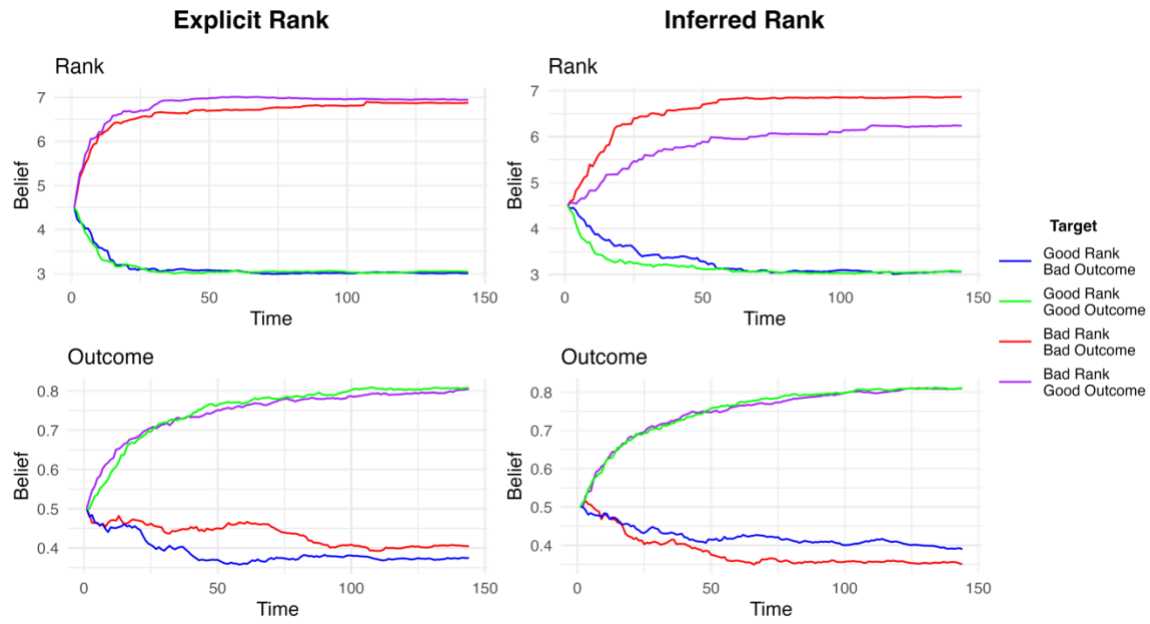 Explicit Rank
Inferred Rank
Rank
7
6
5
4
3
Belief
0
50
100
150
Time
Rank
7
6
5
4
3
Belief
0
50
100
150
Time
Outcome
0.8
0.7
0.6
0.5
0.4
Belief
0
50
100
150
Time
Outcome
0.8
0.7
0.6
0.5
0.4
Belief
0
50
100
150
Time
Target
Good Rank
Bad Outcome
Good Rank
Good Outcome
Bad Rank
Bad Outcome
Bad Rank
Good Outcome